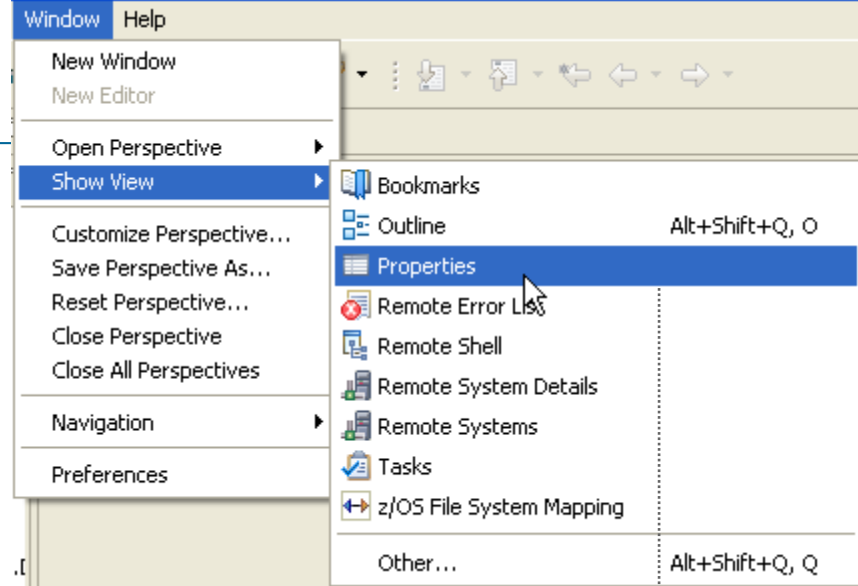 Window Help
New Window
New Editor
Open Perspective
Show View
Customize Perspective...
Save Perspective As...
Reset Perspective...
Close Perspective
Close All Perspectives
Navigation
Preferences
Bookmarks
Outline Alt+Shift+Q, O
Properties
Remote Error List
Remote Shell
Remote System Details
Remote Systems
Tasks
z/OS File System Mapping
Other... Alt+Shift+Q, Q